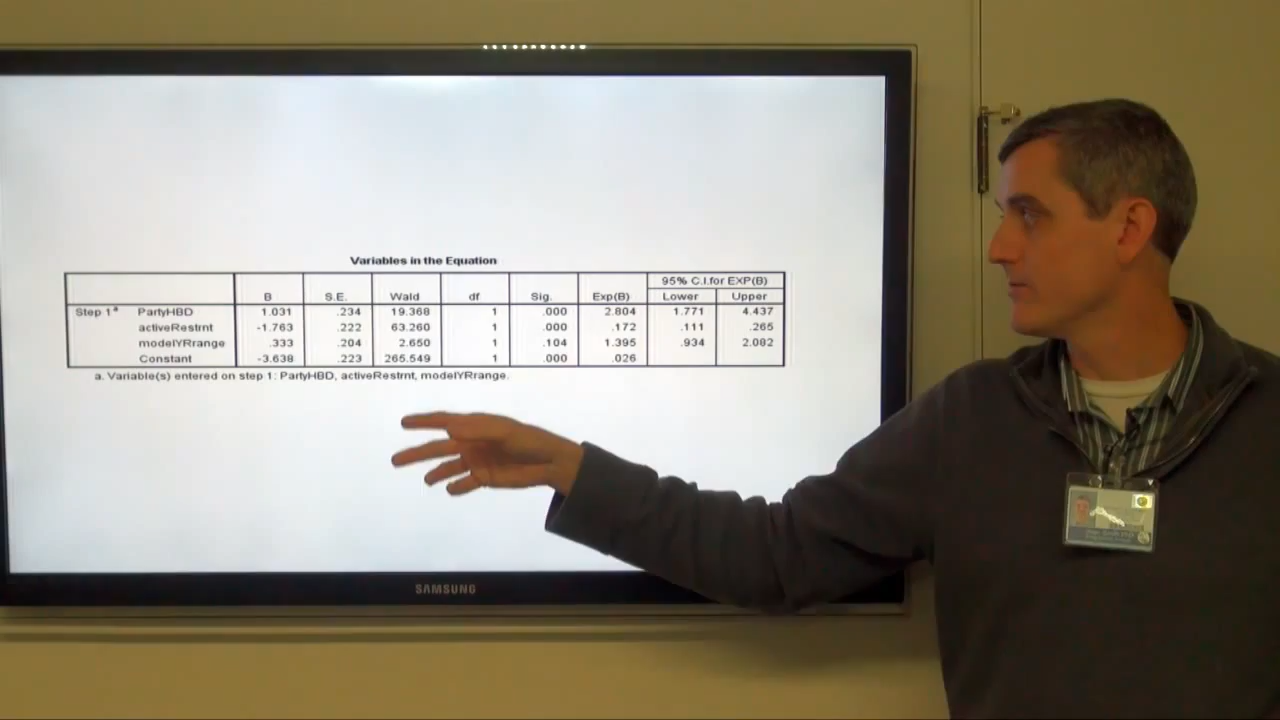 Variables in the Equation
95% C.I.for EXP(B)
B S.E. Wald df Sig. Exp(B) Lower Upper
Step 1a PartyHBD 1.031 .234 19.368 1 .000 2.804 1.771 4.437
activeRestrnt -1.763 .222 63.260 1 .000 .172 .111 .265
modelYRrange .333 .204 2.650 1 .104 1.395 .934 2.082
Constant -3.638 .223 265.549 1 .000 .026
a. Variable(s) entered on step 1: PartyHBD, activeRestrnt, modelYRrange.
SAMSUNG